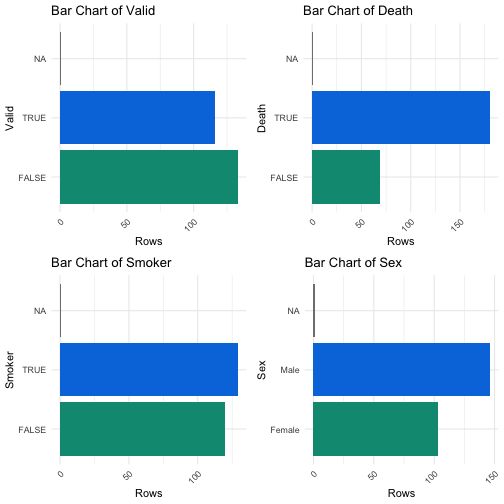 Bar Chart of Valid
Valid
NA
TRUE
FALSE
0
50
100
Rows
Bar Chart of Death
Death
NA
TRUE
FALSE
0
50
100
150
Rows
Bar Chart of Smoker
Smoker
NA
TRUE
FALSE
0
50
100
Rows
Bar Chart of Sex
Sex
NA
Male
Female
0
50
100
150
Rows